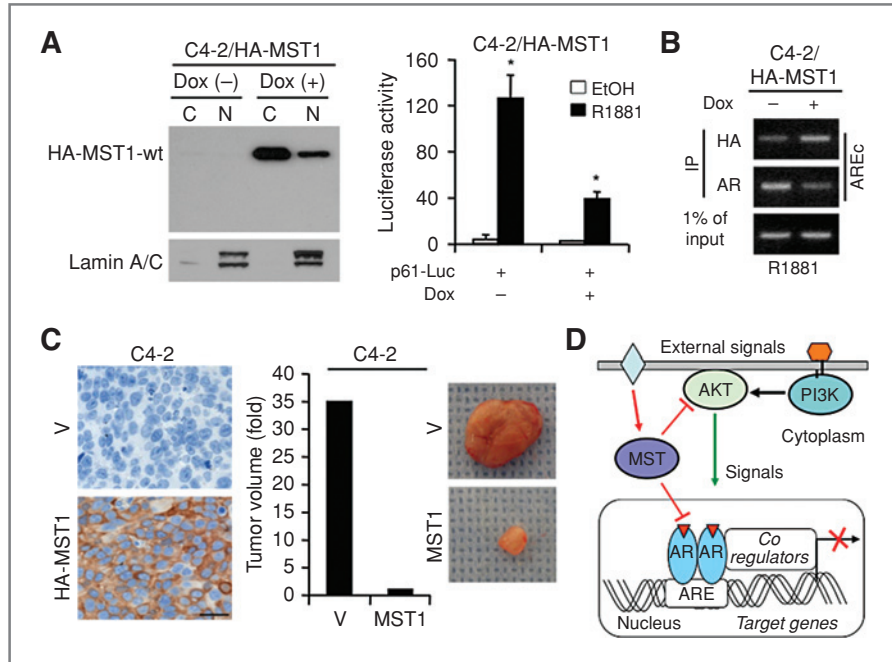 A
C4-2/HA-MST1
Dox (–) Dox (+)
C N C N
HA-MST1-wt
Lamin A/C
C4-2/HA-MST1
Luciferase activity
160
120
80
40
0
*
*
EtOH
R1881
p61-Luc + +
Dox – +
B
C4-2/
HA-MST1
Dox – +
IP
HA
AR
AREc
1% of
input
R1881
C
C4-2
V
HA-MST1
C4-2
Tumor volume (fold)
40
35
30
25
20
15
10
5
0
V MST1
V
MST1
D
External signals
AKT
PI3K
Cytoplasm
MST
Signals
AR AR
Co
regulators
ARE
Nucleus
Target genes